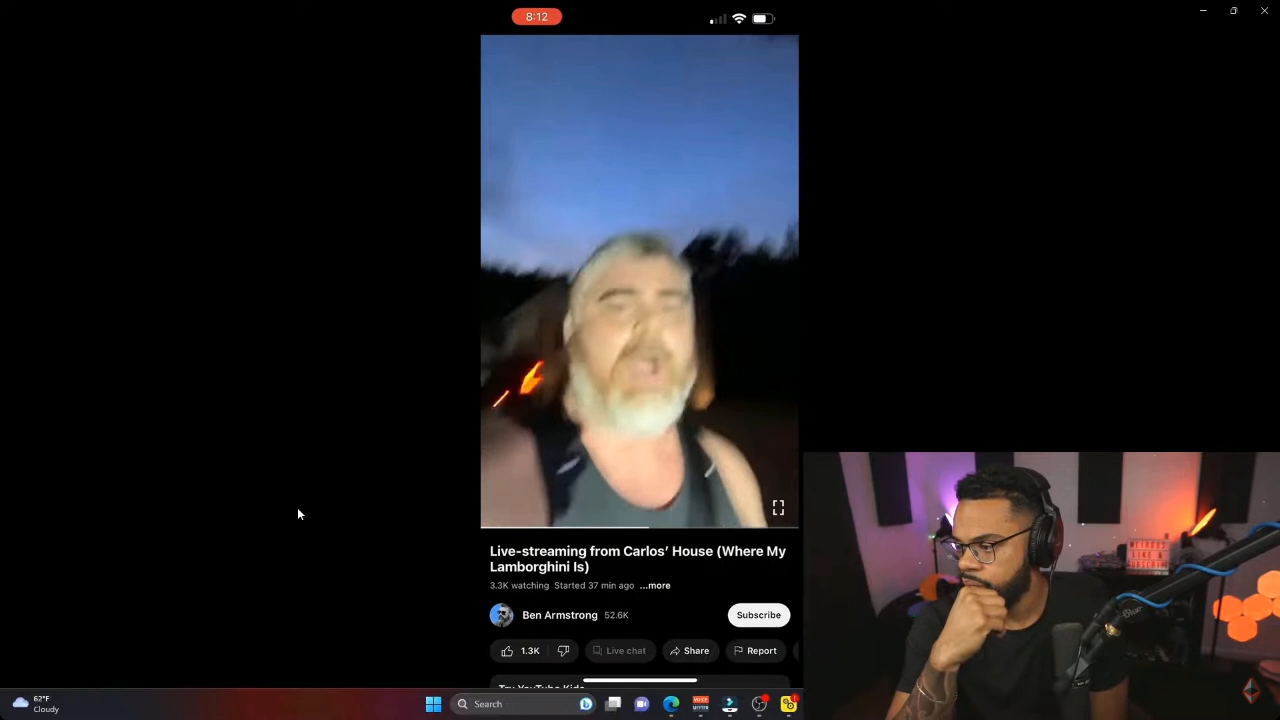 8:12
Live-streaming from Carlos' House (Where My
Lamborghini Is)
3.3K watching Started 37 min ago ...more
Ben Armstrong 52.6K
Subscribe
1.3K
Live chat
Share
Report
62°F
Cloudy
Search